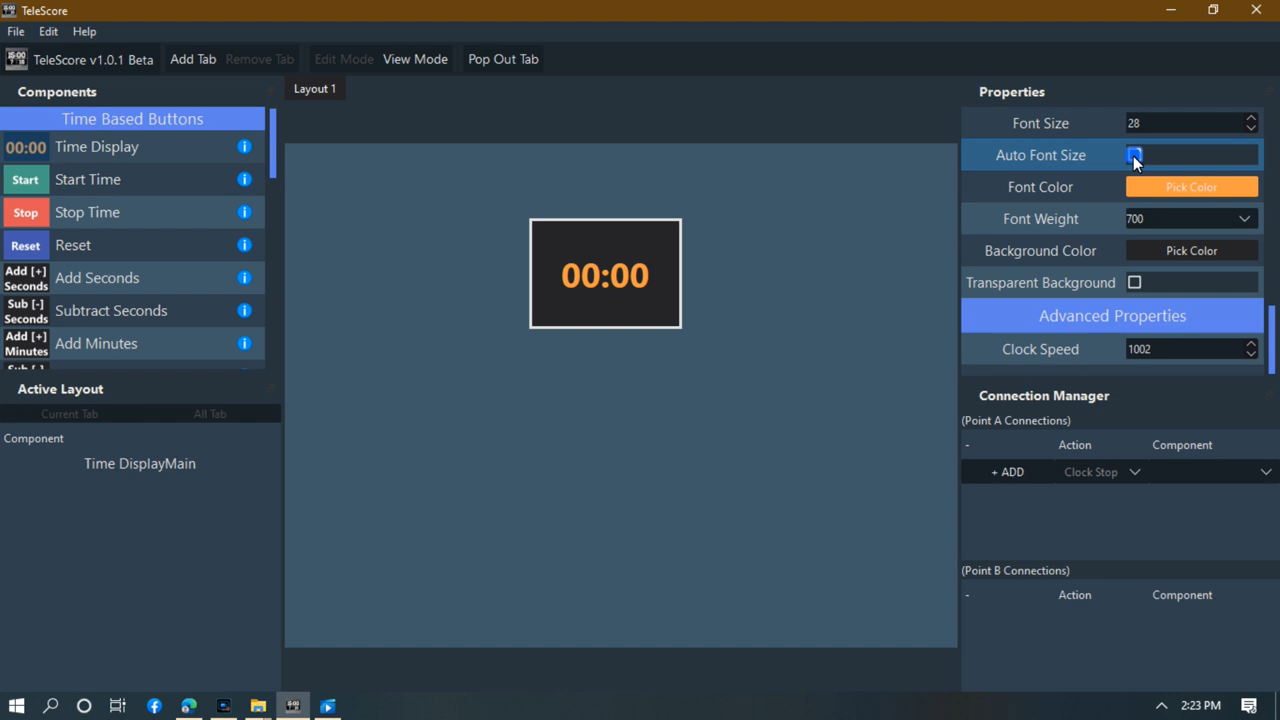 TeleScore
File Edit Help
15:00 TeleScore v1.0.1 Beta Add Tab Remove Tab Edit Mode View Mode Pop Out Tab
Components
Time Based Buttons
00:00 Time Display
Start Start Time
Stop Stop Time
Reset Reset
Add [+] Seconds Add Seconds
Sub [-] Seconds Subtract Seconds
Add [+] Minutes Add Minutes
Sub [-]
Active Layout
Current Tab All Tab
Component
Time DisplayMain
Layout 1
00:00
Properties
Font Size 28
Auto Font Size
Font Color Pick Color
Font Weight 700
Background Color Pick Color
Transparent Background
Advanced Properties
Clock Speed 1002
Connection Manager
(Point A Connections)
- Action Component
+ ADD Clock Stop
(Point B Connections)
- Action Component
2:23 PM